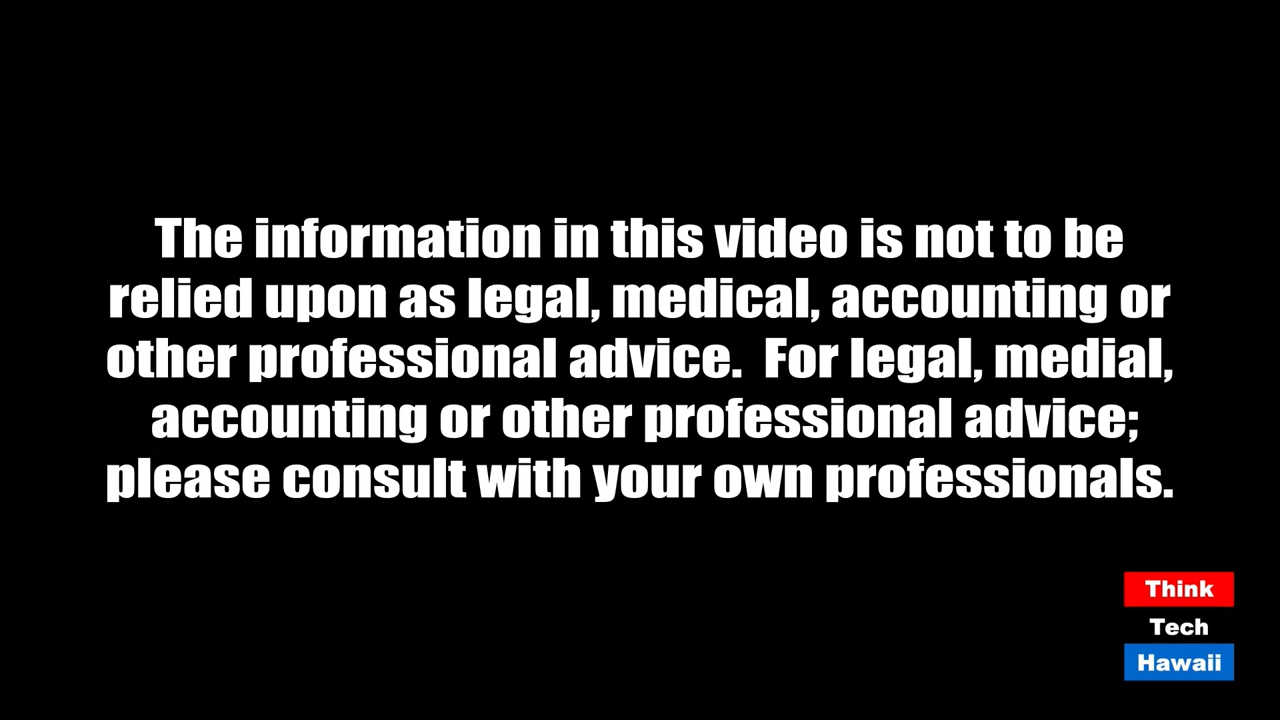 The information in this video is not to be
relied upon as legal, medical, accounting or
other professional advice.  For legal, medial,
accounting or other professional advice;
please consult with your own professionals.
Think
Tech
Hawaii